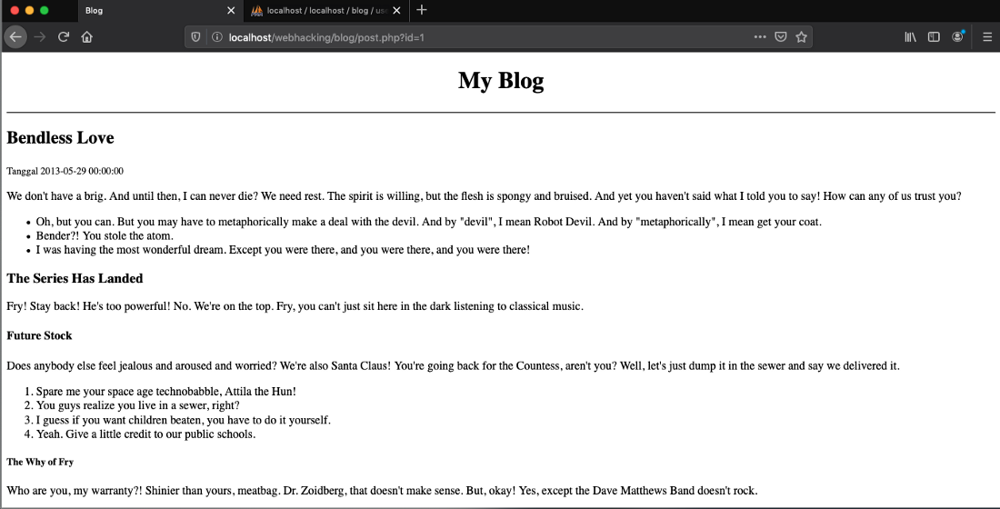 Blog
localhost / localhost / blog / us
localhost/webhacking/blog/post.php?id=1
My Blog
Bendless Love
Tanggal 2013-05-29 00:00:00
We don't have a brig. And until then, I can never die? We need rest. The spirit is willing, but the flesh is spongy and bruised. And yet you haven't said what I told you to say! How can any of us trust you?
• Oh, but you can. But you may have to metaphorically make a deal with the devil. And by "devil", I mean Robot Devil. And by "metaphorically", I mean get your coat.
• Bender?! You stole the atom.
• I was having the most wonderful dream. Except you were there, and you were there, and you were there!
The Series Has Landed
Fry! Stay back! He's too powerful! No. We're on the top. Fry, you can't just sit here in the dark listening to classical music.
Future Stock
Does anybody else feel jealous and aroused and worried? We're also Santa Claus! You're going back for the Countess, aren't you? Well, let's just dump it in the sewer and say we delivered it.
1. Spare me your space age technobabble, Attila the Hun!
2. You guys realize you live in a sewer, right?
3. I guess if you want children beaten, you have to do it yourself.
4. Yeah. Give a little credit to our public schools.
The Why of Fry
Who are you, my warranty?! Shinier than yours, meatbag. Dr. Zoidberg, that doesn't make sense. But, okay! Yes, except the Dave Matthews Band doesn't rock.